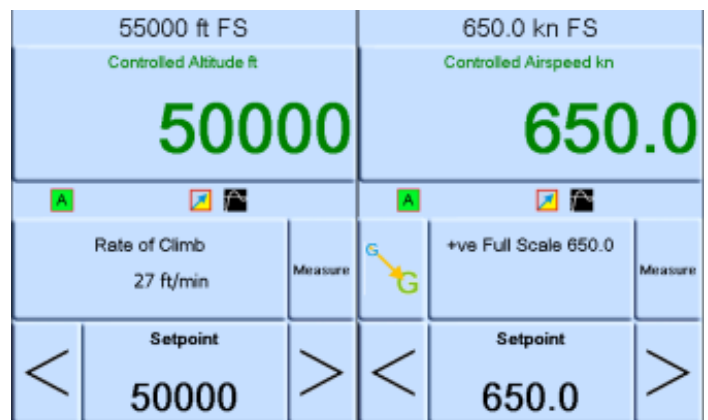 55000 ft FS
Controlled Altitude ft
50000
A
Rate of Climb
27 ft/min
Measure
Setpoint
<
50000
>
650.0 kn FS
Controlled Airspeed kn
650.0
A
G
G
+ve Full Scale 650.0
Measure
Setpoint
<
650.0
>